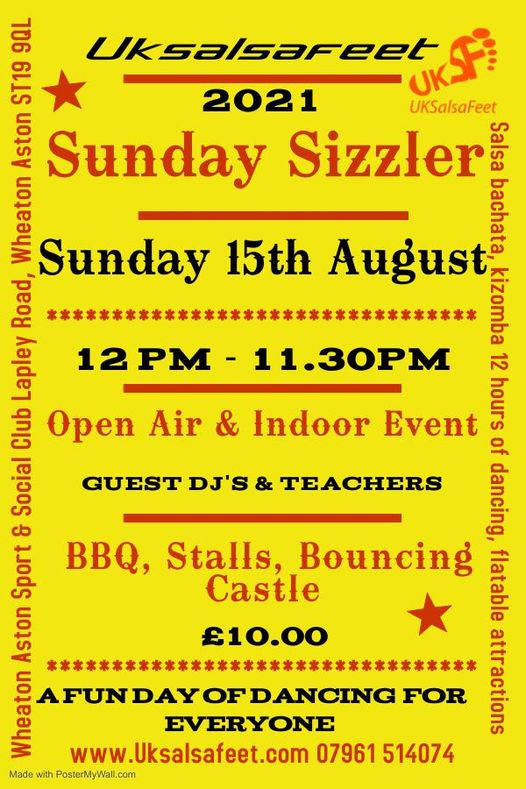 Uksalsafeet
UKSF
UKSalsaFeet
2021
Sunday Sizzler
Sunday 15th August
12 PM - 11.30PM
Open Air & Indoor Event
GUEST DJ'S & TEACHERS
BBQ, Stalls, Bouncing
Castle
£10.00
A FUN DAY OF DANCING FOR
EVERYONE
www.Uksalsafeet.com 07961 514074
Wheaton Aston Sport & Social Club Lapley Road, Wheaton Aston ST19 9QL
Salsa bachata, kizomba 12 hours of dancing, flatable attractions
Made with PosterMyWall.com